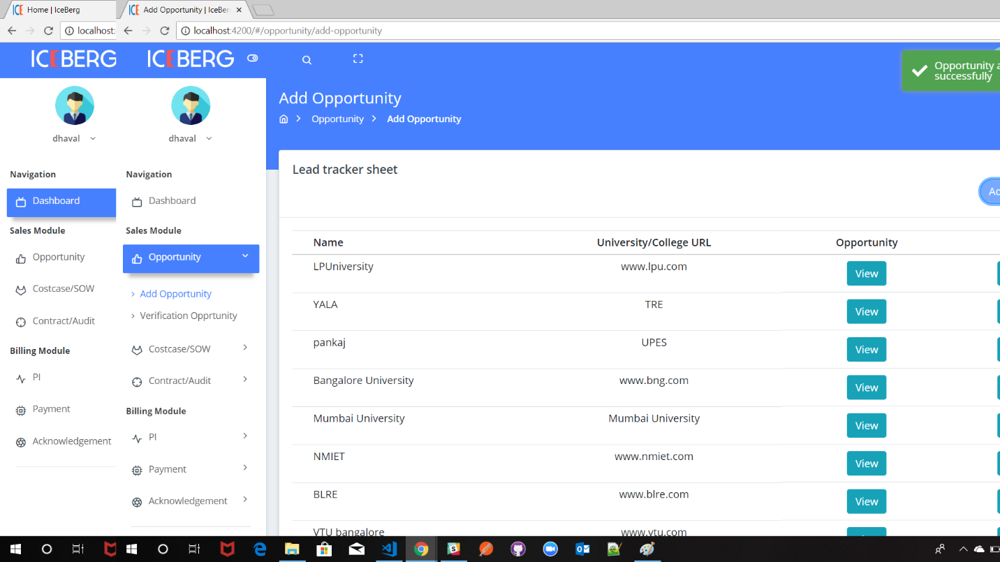 Home | IceBerg
Add Opportunity | IceBer
localhost:
localhost:4200/#/opportunity/add-opportunity
ICEBERG
ICEBERG
Opportunity a
successfully
Add Opportunity
Opportunity
Add Opportunity
dhaval
dhaval
Navigation
Dashboard
Sales Module
Opportunity
Costcase/SOW
Contract/Audit
Billing Module
PI
Payment
Acknowledgement
Navigation
Dashboard
Sales Module
Opportunity
Add Opportunity
Verification Opprtunity
Costcase/SOW
Contract/Audit
Billing Module
PI
Payment
Acknowledgement
Lead tracker sheet
Ad
Name University/College URL Opportunity
LPUniversity www.lpu.com View
YALA TRE View
pankaj UPES View
Bangalore University www.bng.com View
Mumbai University Mumbai University View
NMIET www.nmiet.com View
BLRE www.blre.com View
VTU bangalore www.vtu.com